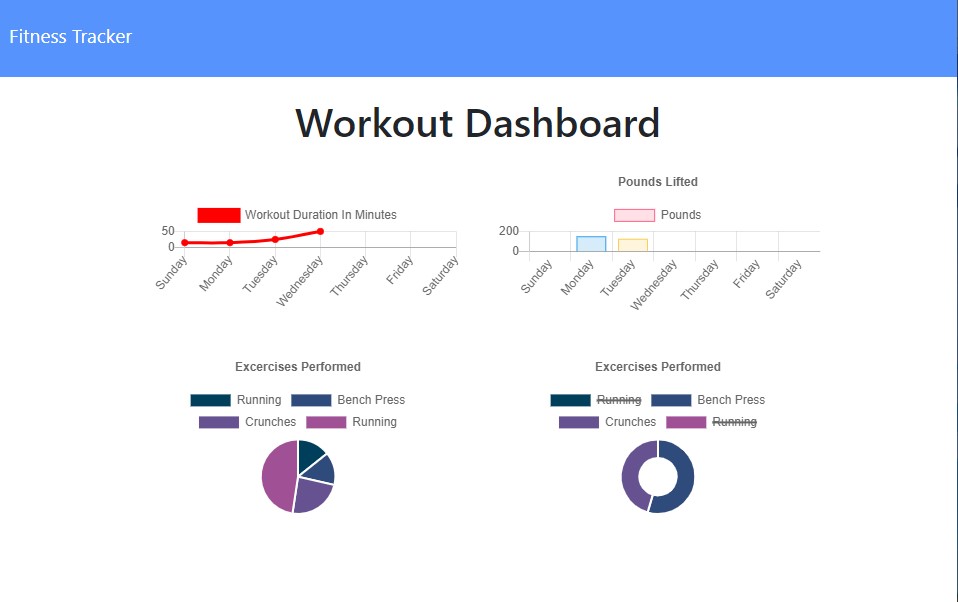 Fitness Tracker
Workout Dashboard
Workout Duration In Minutes
50
0
Sunday Monday Tuesday Wednesday Thursday Friday Saturday
Pounds Lifted
Pounds
200
0
Sunday Monday Tuesday Wednesday Thursday Friday Saturday
Excercises Performed
Running Bench Press
Crunches Running
Excercises Performed
Running Bench Press
Crunches Running